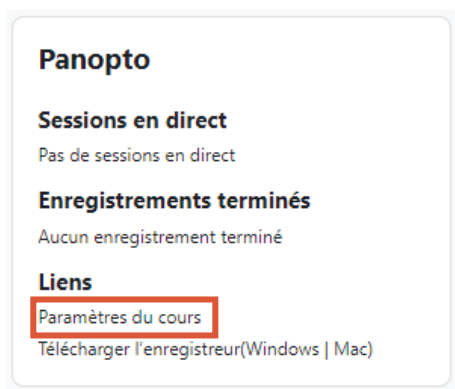 Panopto
Sessions en direct
Pas de sessions en direct
Enregistrements terminés
Aucun enregistrement terminé
Liens
Paramètres du cours
Télécharger l'enregistreur(Windows | Mac)